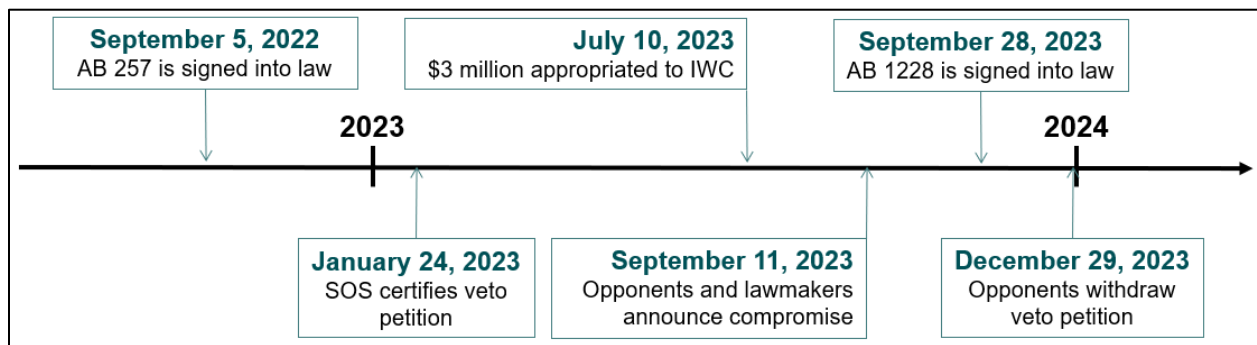 September 5, 2022
AB 257 is signed into law
July 10, 2023
$3 million appropriated to IWC
September 28, 2023
AB 1228 is signed into law
2023
2024
January 24, 2023
SOS certifies veto
petition
September 11, 2023
Opponents and lawmakers
announce compromise
December 29, 2023
Opponents withdraw
veto petition